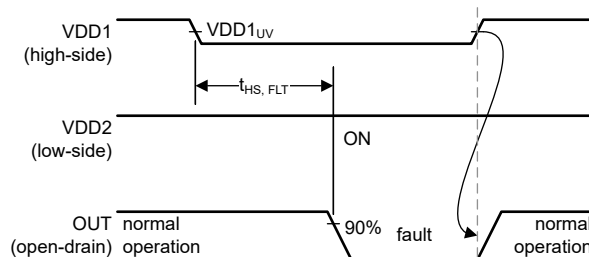 VDD1
(high-side)
VDD1UV
tHS, FLT
VDD2
(low-side)
ON
OUT
(open-drain)
normal
operation
90%
fault
normal
operation